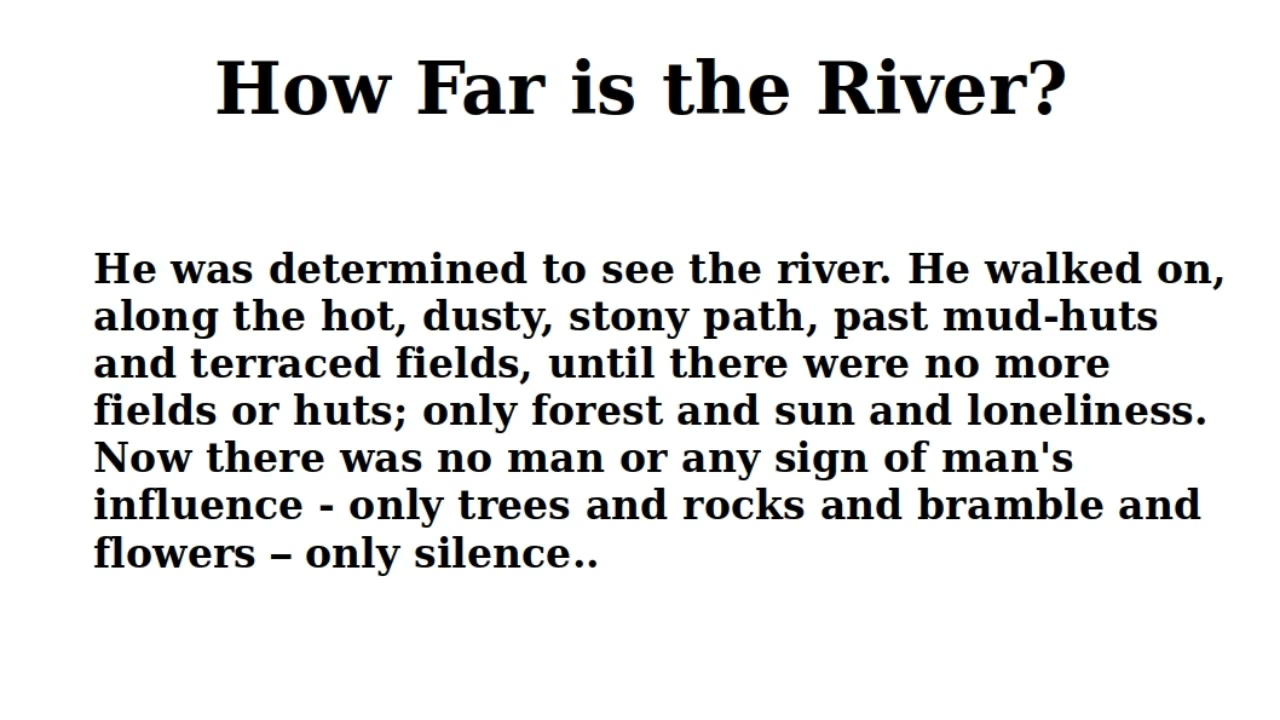 How Far is the River?
He was determined to see the river. He walked on,
along the hot, dusty, stony path, past mud-huts
and terraced fields, until there were no more
fields or huts; only forest and sun and loneliness.
Now there was no man or any sign of man's
influence - only trees and rocks and bramble and
flowers – only silence..